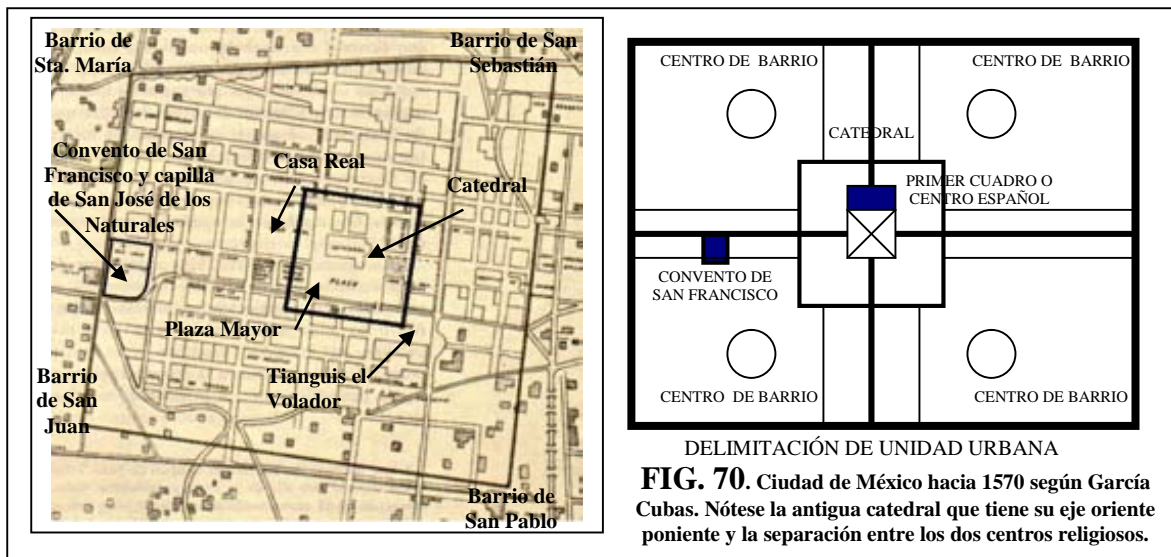 Barrio de
Sta. María
Barrio de San
Sebastián
Convento de San
Francisco y capilla
de San José de los
Naturales
Casa Real
Catedral
PLAZA
Plaza Mayor
Tianguis el
Volador
Barrio
de San
Juan
Barrio de
San Pablo
CENTRO DE BARRIO
CENTRO DE BARRIO
CATEDRAL
PRIMER CUADRO O
CENTRO ESPAÑOL
CONVENTO DE
SAN FRANCISCO
CENTRO DE BARRIO
CENTRO DE BARRIO
DELIMITACIÓN DE UNIDAD URBANA
FIG. 70. Ciudad de México hacia 1570 según García
Cubas. Nótese la antigua catedral que tiene su eje oriente
poniente y la separación entre los dos centros religiosos.